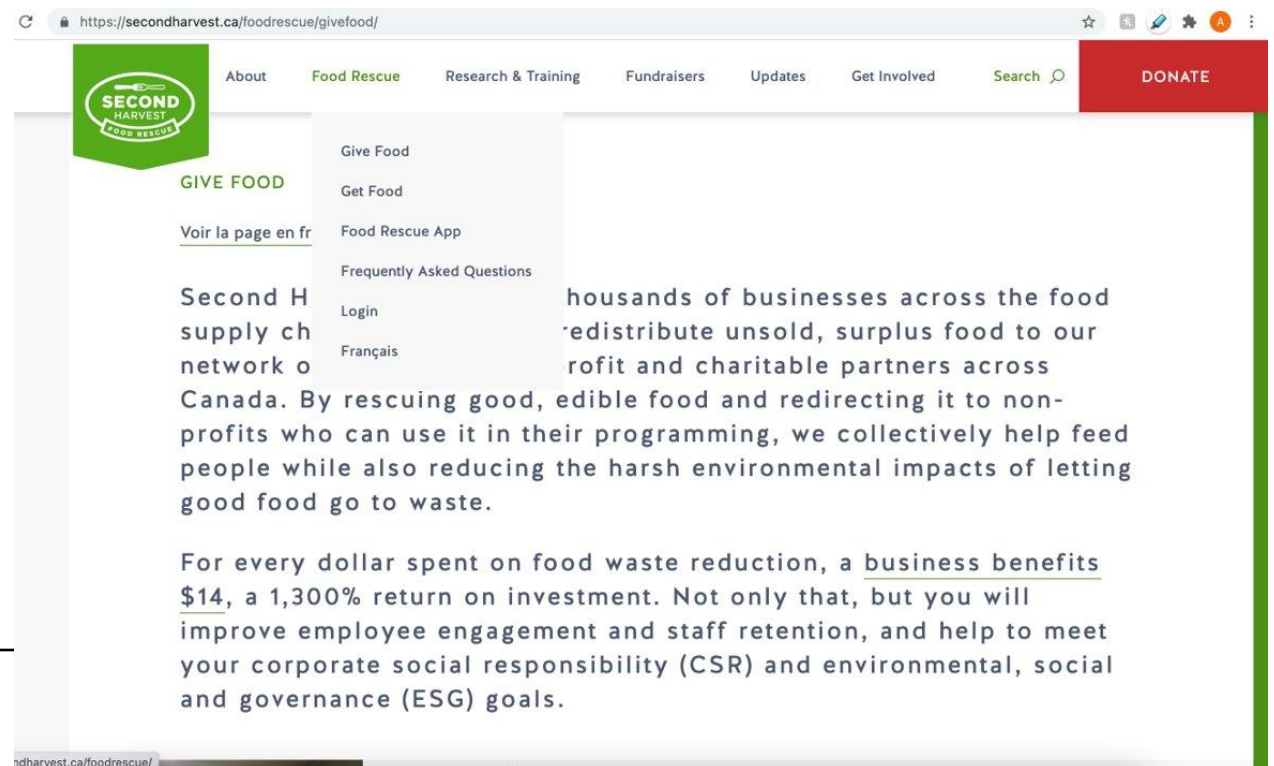 https://secondharvest.ca/foodrescue/givefood/
A
SECOND
HARVEST
FOOD RESCUE
About Food Rescue Research & Training Fundraisers Updates Get Involved Search DONATE
Give Food
Get Food
Food Rescue App
Frequently Asked Questions
Login
Français
GIVE FOOD
Voir la page en fr
Second H housands of businesses across the food
supply ch redistribute unsold, surplus food to our
network o rofit and charitable partners across
Canada. By rescuing good, edible food and redirecting it to non-
profits who can use it in their programming, we collectively help feed
people while also reducing the harsh environmental impacts of letting
good food go to waste.
For every dollar spent on food waste reduction, a business benefits
$14, a 1,300% return on investment. Not only that, but you will
improve employee engagement and staff retention, and help to meet
your corporate social responsibility (CSR) and environmental, social
and governance (ESG) goals.
ndharvest.ca/foodrescue/